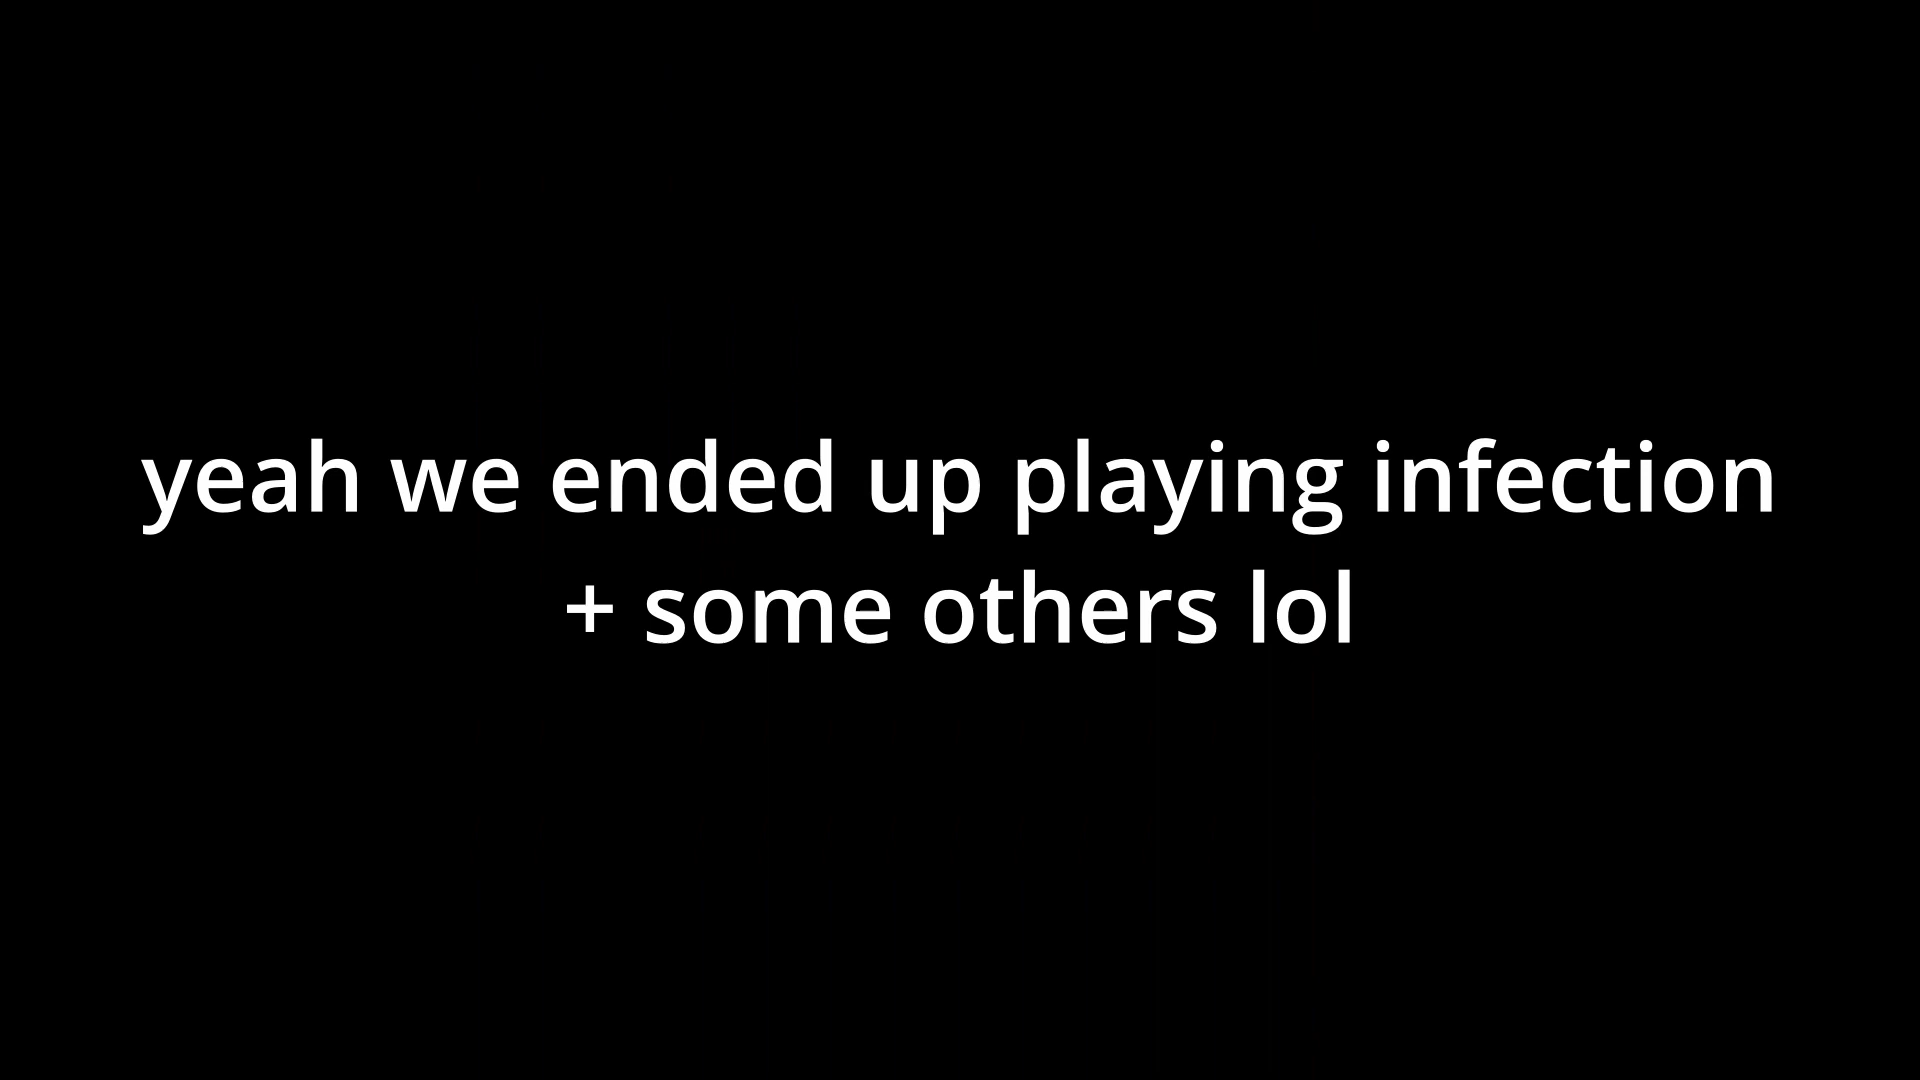 yeah we ended up playing infection
+ some others lol